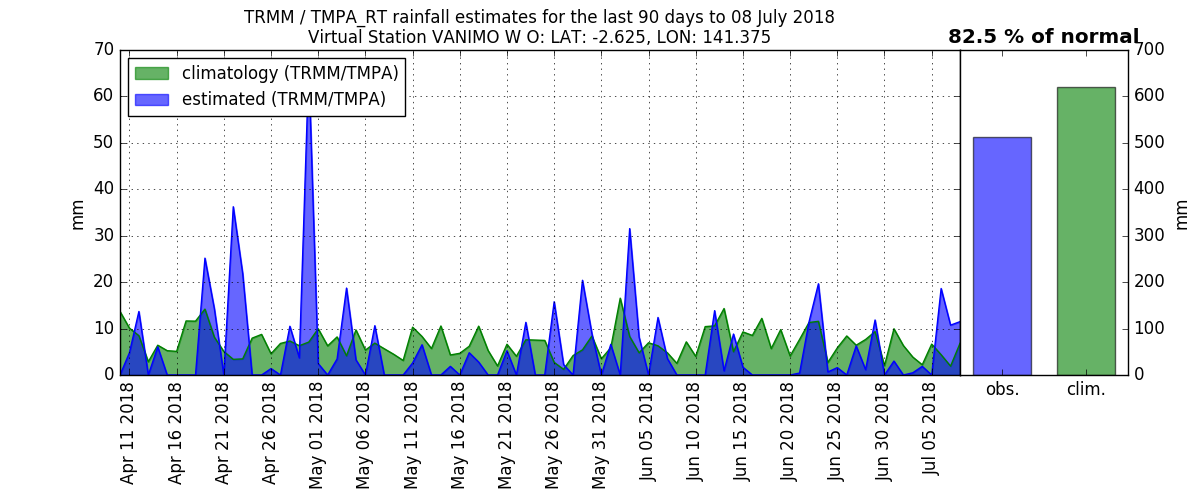 TRMM / TMPA_RT rainfall estimates for the last 90 days to 08 July 2018
Virtual Station VANIMO W O: LAT: -2.625, LON: 141.375
82.5 % of normal
climatology (TRMM/TMPA)
estimated (TRMM/TMPA)
70
60
50
40
30
20
10
0
mm
Apr 11 2018
Apr 16 2018
Apr 21 2018
Apr 26 2018
May 01 2018
May 06 2018
May 11 2018
May 16 2018
May 21 2018
May 26 2018
May 31 2018
Jun 05 2018
Jun 10 2018
Jun 15 2018
Jun 20 2018
Jun 25 2018
Jun 30 2018
Jul 05 2018
obs.
clim.
700
600
500
400
300
200
100
0
mm